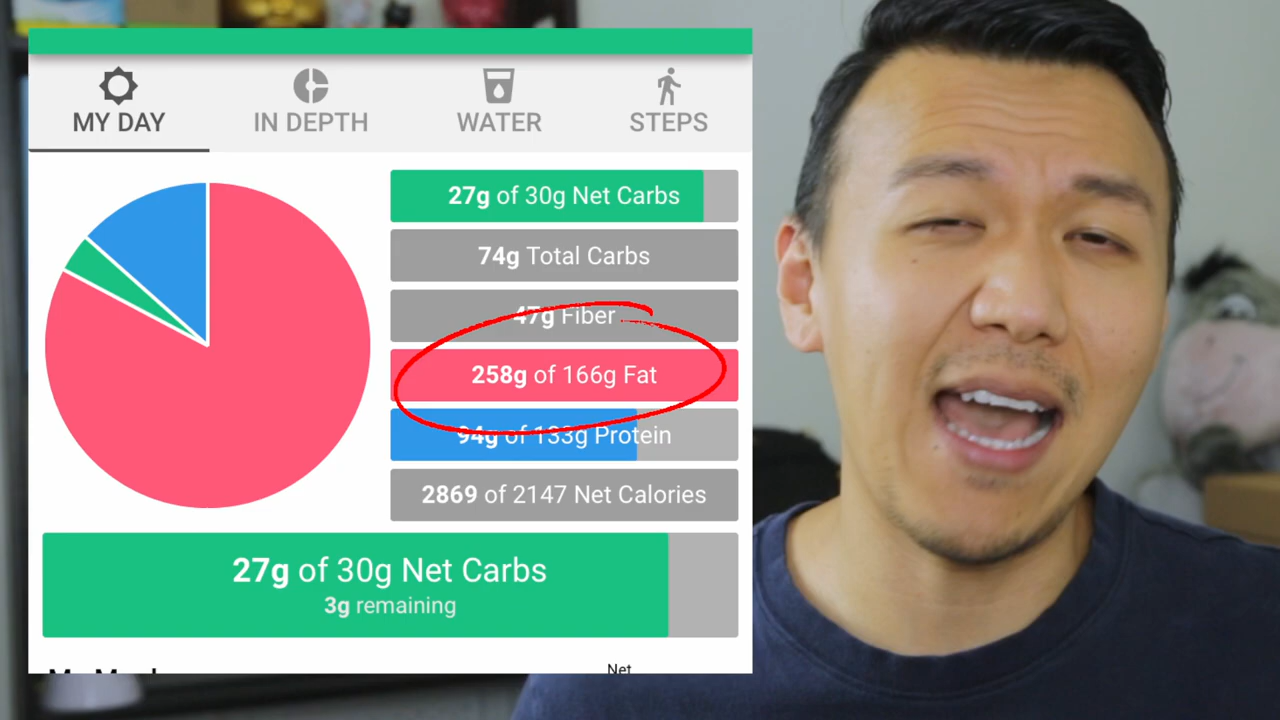 MY DAY
IN DEPTH
WATER
STEPS
27g of 30g Net Carbs
74g Total Carbs
47g Fiber
258g of 166g Fat
94g of 133g Protein
2869 of 2147 Net Calories
27g of 30g Net Carbs
3g remaining
Net